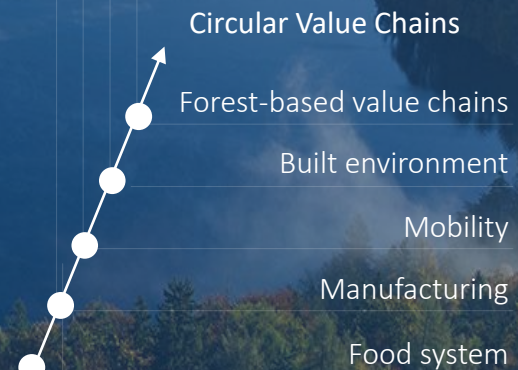 Circular Value Chains
Forest-based value chains
Built environment
Mobility
Manufacturing
Food system